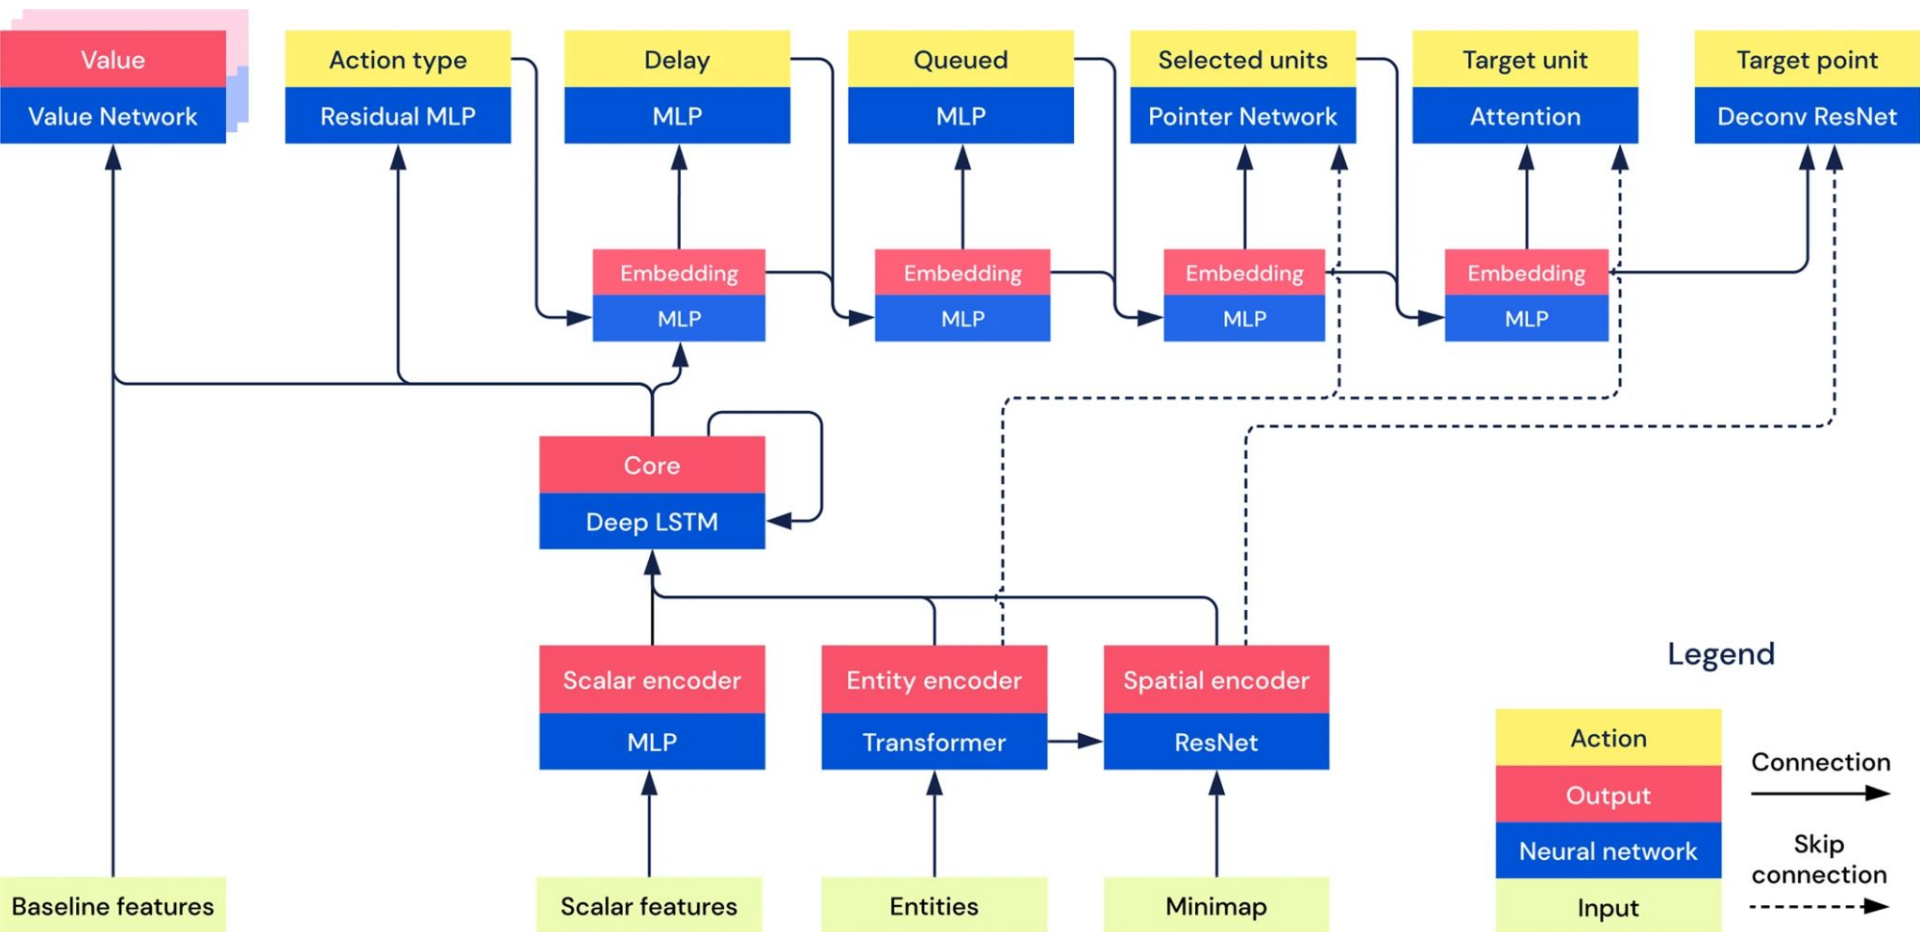 Value
Value Network
Action type
Residual MLP
Delay
MLP
Queued
MLP
Selected units
Pointer Network
Target unit
Attention
Target point
Deconv ResNet
Embedding
MLP
Embedding
MLP
Embedding
MLP
Embedding
MLP
Core
Deep LSTM
Scalar encoder
MLP
Entity encoder
Transformer
Spatial encoder
ResNet
Baseline features
Scalar features
Entities
Minimap
Legend
Action
Output
Neural network
Input
Connection
Skip
connection